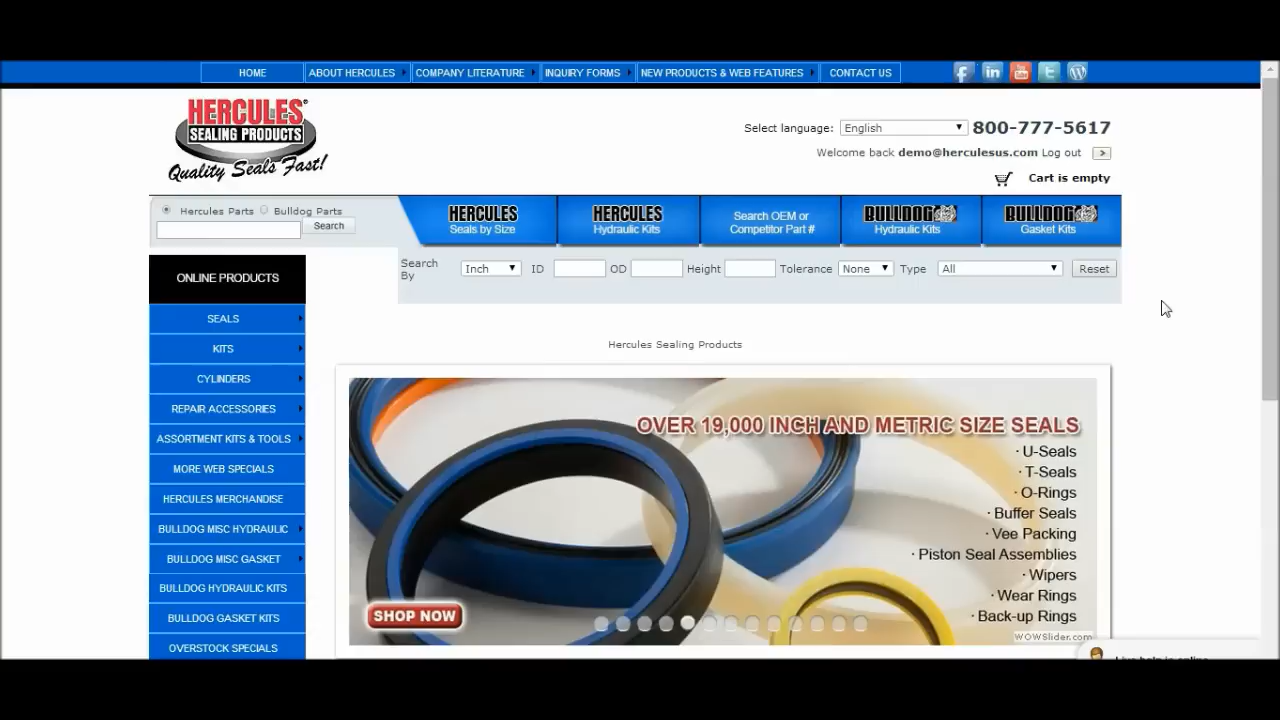 HOME ABOUT HERCULES COMPANY LITERATURE INQUIRY FORMS NEW PRODUCTS & WEB FEATURES CONTACT US
HERCULES®
SEALING PRODUCTS
Quality Seals Fast!
Select language: English 800-777-5617
Welcome back demo@herculesus.com Log out >
Cart is empty
Hercules Parts Bulldog Parts
Search
HERCULES
Seals by Size
HERCULES
Hydraulic Kits
Search OEM or
Competitor Part #
BULLDOG
Hydraulic Kits
BULLDOG
Gasket Kits
Search
By
Inch ID OD Height Tolerance None Type All Reset
ONLINE PRODUCTS
SEALS
KITS
CYLINDERS
REPAIR ACCESSORIES
ASSORTMENT KITS & TOOLS
MORE WEB SPECIALS
HERCULES MERCHANDISE
BULLDOG MISC HYDRAULIC
BULLDOG MISC GASKET
BULLDOG HYDRAULIC KITS
BULLDOG GASKET KITS
OVERSTOCK SPECIALS
Hercules Sealing Products
OVER 19,000 INCH AND METRIC SIZE SEALS
· U-Seals
· T-Seals
· O-Rings
· Buffer Seals
· Vee Packing
· Piston Seal Assemblies
· Wipers
· Wear Rings
· Back-up Rings
SHOP NOW
WOWSlider.com
Live help is online